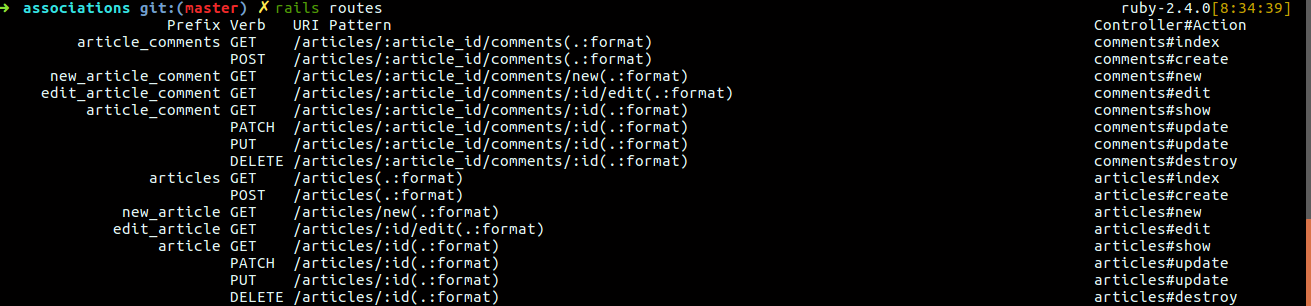 ➜ associations git:(master) ✗ rails routes ruby-2.4.0[8:34:39]
Prefix Verb URI Pattern Controller#Action
article_comments GET /articles/:article_id/comments(.:format) comments#index
POST /articles/:article_id/comments(.:format) comments#create
new_article_comment GET /articles/:article_id/comments/new(.:format) comments#new
edit_article_comment GET /articles/:article_id/comments/:id/edit(.:format) comments#edit
article_comment GET /articles/:article_id/comments/:id(.:format) comments#show
PATCH /articles/:article_id/comments/:id(.:format) comments#update
PUT /articles/:article_id/comments/:id(.:format) comments#update
DELETE /articles/:article_id/comments/:id(.:format) comments#destroy
articles GET /articles(.:format) articles#index
POST /articles(.:format) articles#create
new_article GET /articles/new(.:format) articles#new
edit_article GET /articles/:id/edit(.:format) articles#edit
article GET /articles/:id(.:format) articles#show
PATCH /articles/:id(.:format) articles#update
PUT /articles/:id(.:format) articles#update
DELETE /articles/:id(.:format) articles#destroy